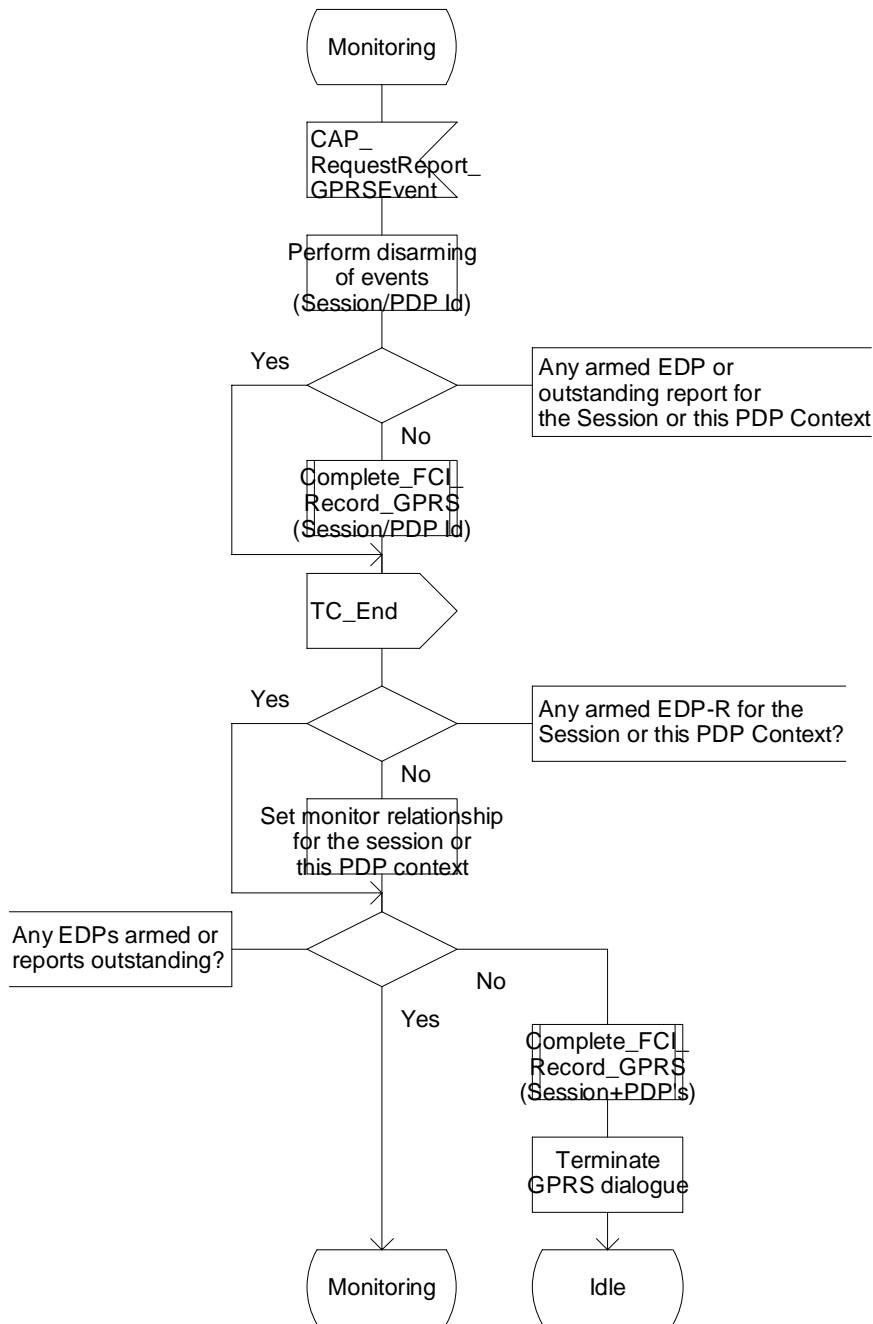 Monitoring
CAP_
RequestReport_
GPRSEvent
Perform disarming
of events
(Session/PDP Id)
Yes
Any armed EDP or
outstanding report for
the Session or this PDP Context
No
Complete_FCI_
Record_GPRS
(Session/PDP Id)
TC_End
Yes
Any armed EDP-R for the
Session or this PDP Context?
No
Set monitor relationship
for the session or
this PDP context
Any EDPs armed or
reports outstanding?
No
Yes
Complete_FCI_
Record_GPRS
(Session+PDP's)
Terminate
GPRS dialogue
Monitoring
Idle